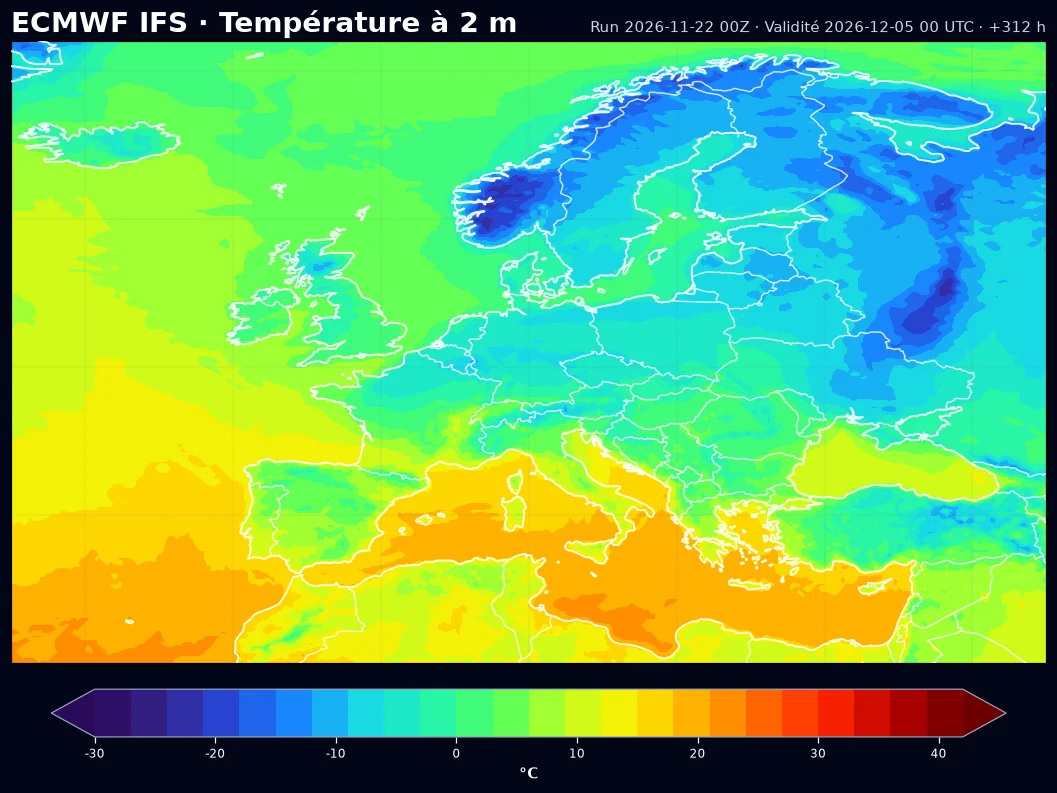 ECMWF IFS · Température à 2 m
Run 2026-11-22 00Z · Validité 2026-12-05 00 UTC · +312 h
-30 -20 -10 0 10 20 30 40
°C